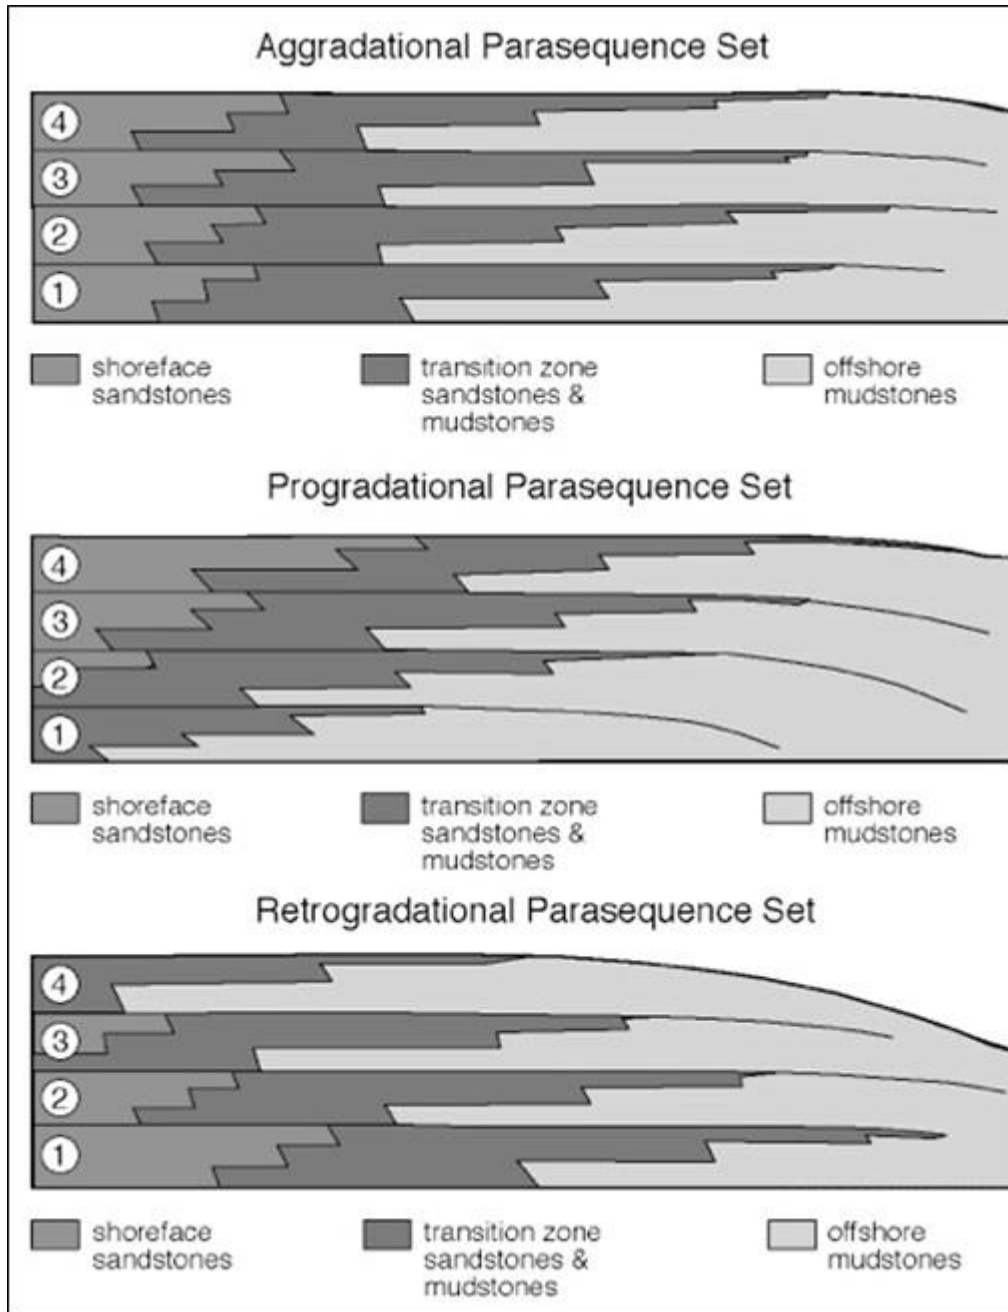 Aggradational Parasequence Set
4
3
2
1
shoreface
sandstones
transition zone
sandstones &
mudstones
offshore
mudstones
Progradational Parasequence Set
4
3
2
1
shoreface
sandstones
transition zone
sandstones &
mudstones
offshore
mudstones
Retrogradational Parasequence Set
4
3
2
1
shoreface
sandstones
transition zone
sandstones &
mudstones
offshore
mudstones